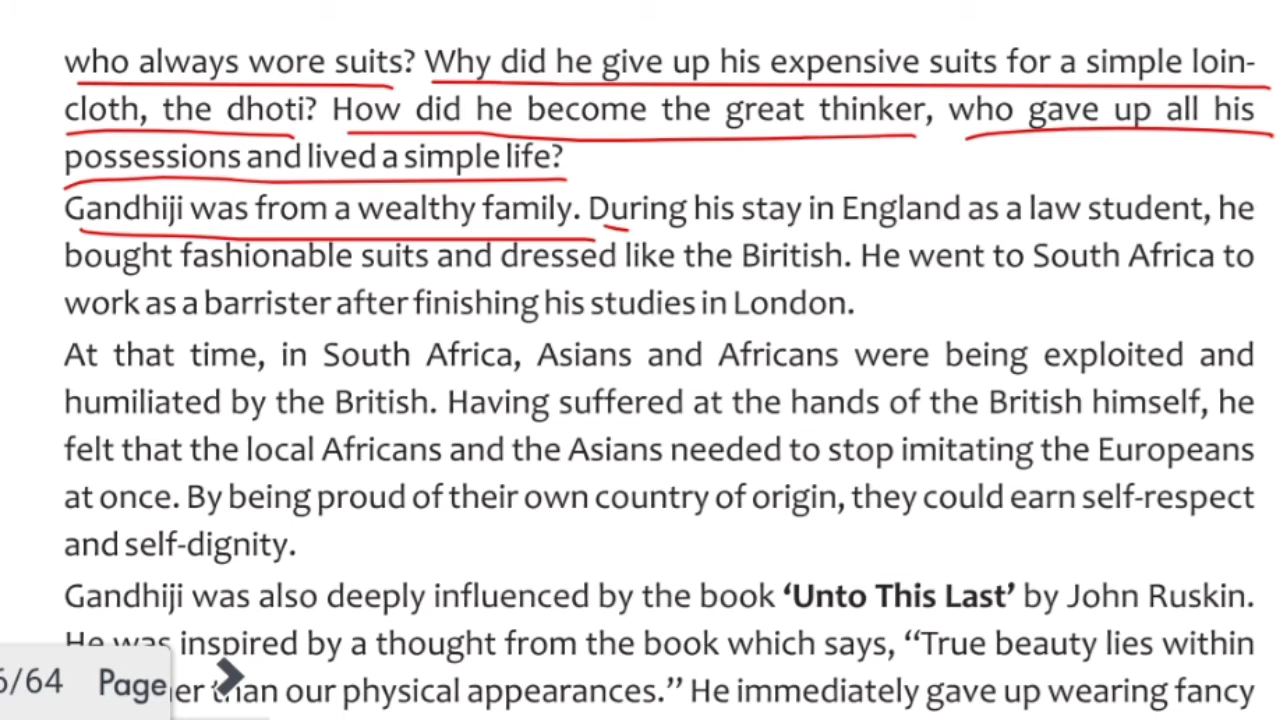 who always wore suits? Why did he give up his expensive suits for a simple loin-
cloth, the dhoti? How did he become the great thinker, who gave up all his
possessions and lived a simple life?
Gandhiji was from a wealthy family. During his stay in England as a law student, he
bought fashionable suits and dressed like the Biritish. He went to South Africa to
work as a barrister after finishing his studies in London.
At that time, in South Africa, Asians and Africans were being exploited and
humiliated by the British. Having suffered at the hands of the British himself, he
felt that the local Africans and the Asians needed to stop imitating the Europeans
at once. By being proud of their own country of origin, they could earn self-respect
and self-dignity.
Gandhiji was also deeply influenced by the book ‘Unto This Last’ by John Ruskin.
He was inspired by a thought from the book which says, “True beauty lies within
than our physical appearances.” He immediately gave up wearing fancy
/64 Page